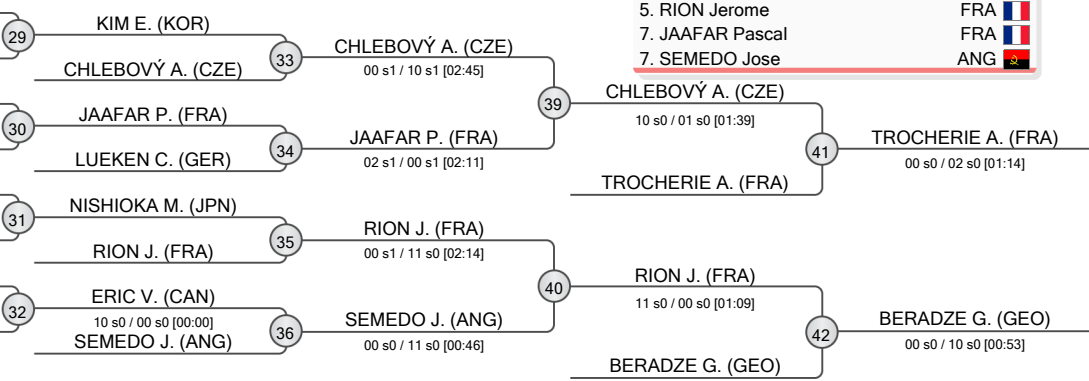 5. RION Jerome FRA
7. JAAFAR Pascal FRA
7. SEMEDO Jose ANG
29
KIM E. (KOR)
CHLEBOVÝ A. (CZE)
33
CHLEBOVÝ A. (CZE)
00 s1 / 10 s1 [02:45]
30
JAAFAR P. (FRA)
LUEKEN C. (GER)
34
JAAFAR P. (FRA)
02 s1 / 00 s1 [02:11]
39
CHLEBOVÝ A. (CZE)
10 s0 / 01 s0 [01:39]
TROCHERIE A. (FRA)
41
TROCHERIE A. (FRA)
00 s0 / 02 s0 [01:14]
31
NISHIOKA M. (JPN)
RION J. (FRA)
35
RION J. (FRA)
00 s1 / 11 s0 [02:14]
32
ERIC V. (CAN)
10 s0 / 00 s0 [00:00]
SEMEDO J. (ANG)
36
SEMEDO J. (ANG)
00 s0 / 11 s0 [00:46]
40
RION J. (FRA)
11 s0 / 00 s0 [01:09]
BERADZE G. (GEO)
42
BERADZE G. (GEO)
00 s0 / 10 s0 [00:53]